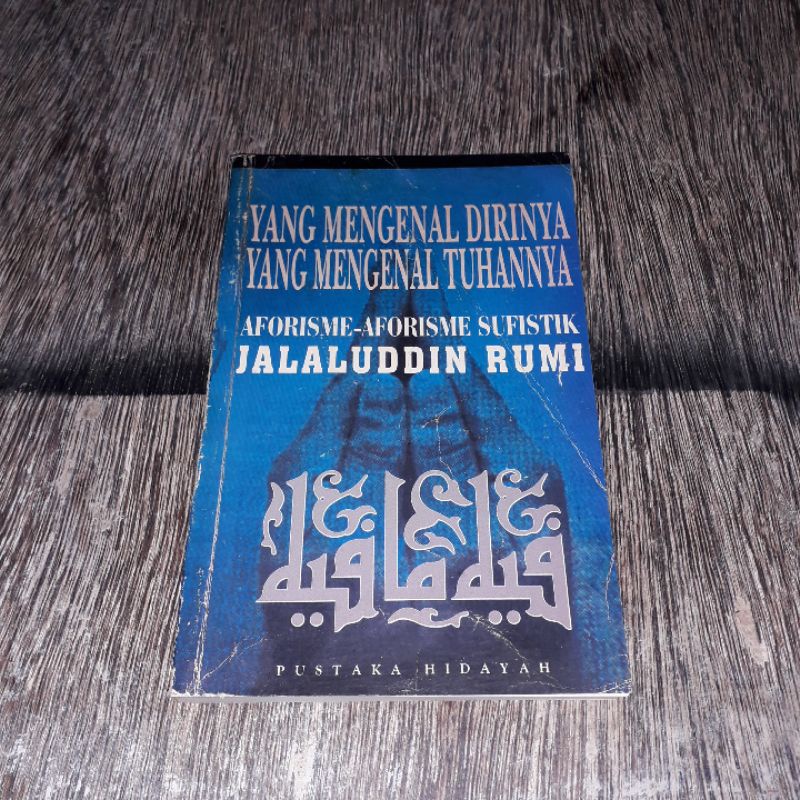 YANG MENGENAL DIRINYA
YANG MENGENAL TUHANNYA
AFORISME-AFORISME SUFISTIK
JALALUDDIN RUMI
فيه ما فيه
PUSTAKA HIDAYAH